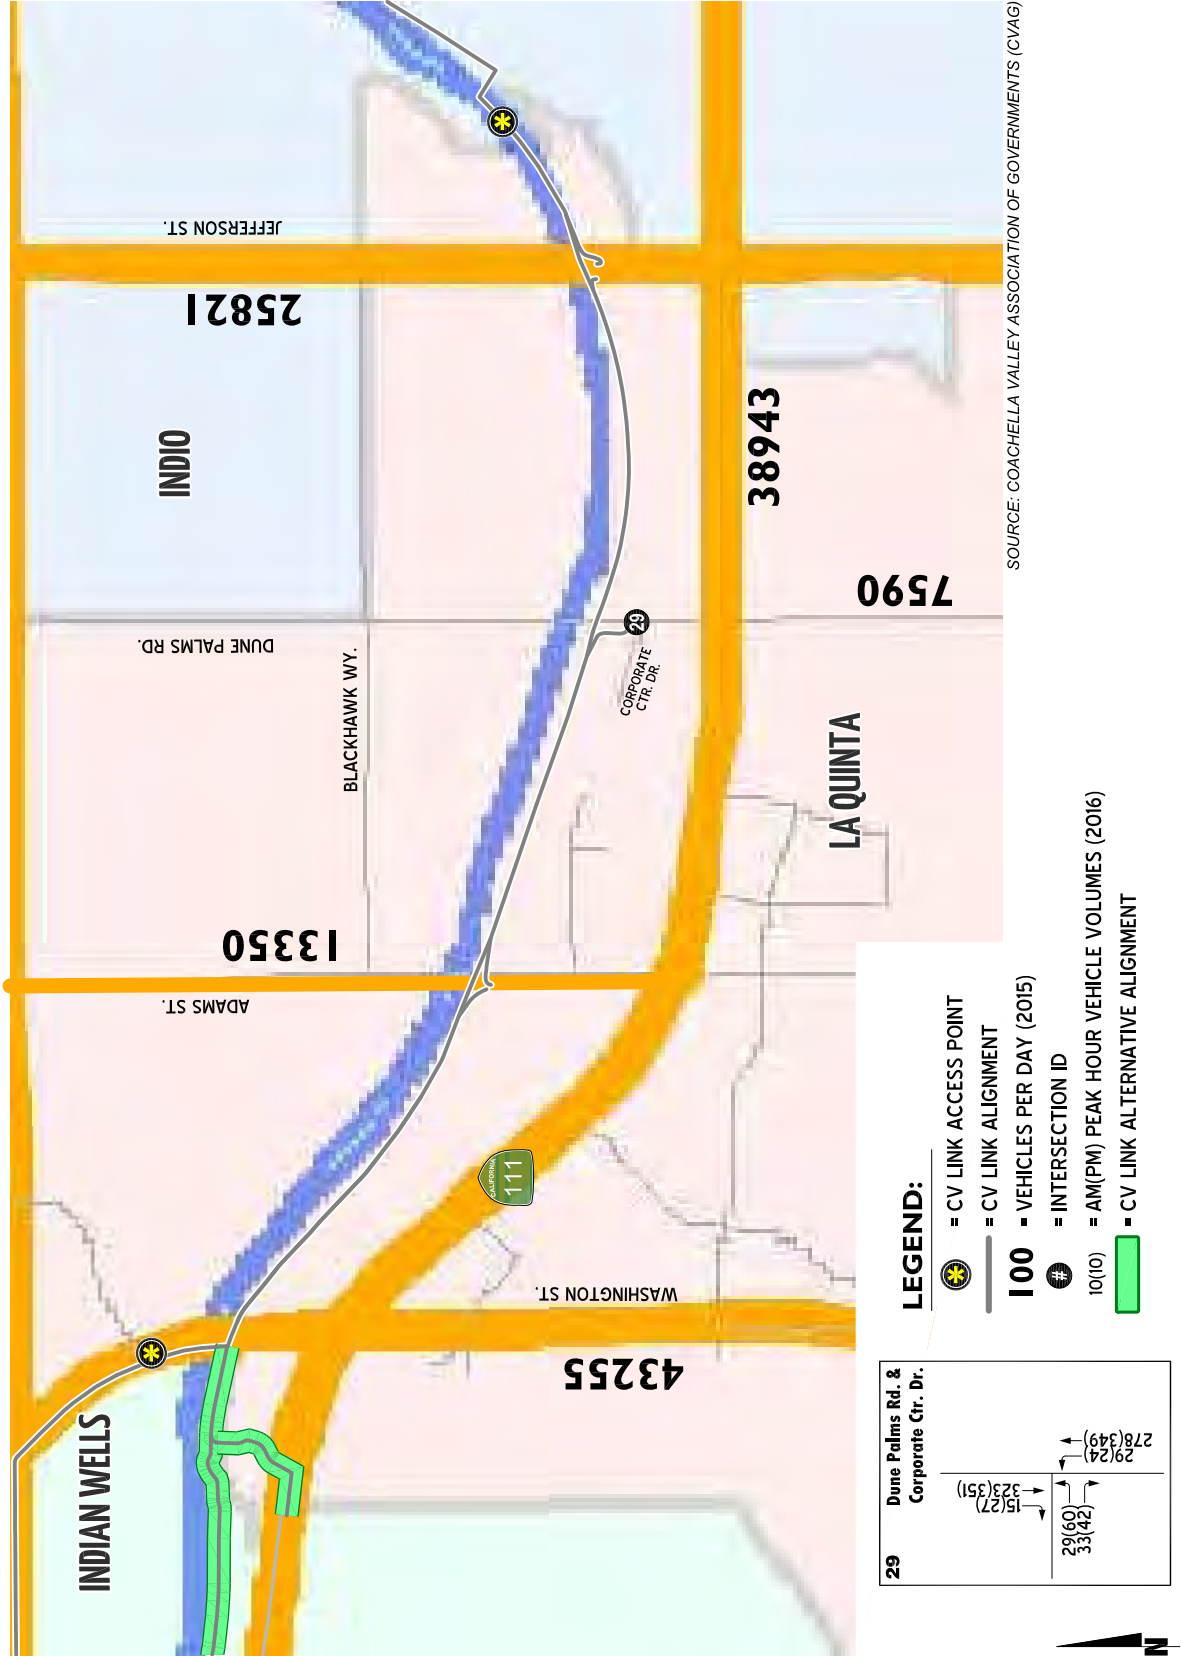 JEFFERSON ST.
25821
INDIO
DUNE PALMS RD.
BLACKHAWK WY.
38943
7590
29
CORPORATE
CTR. DR.
LA QUINTA
13350
ADAMS ST.
CALIFORNIA
111
WASHINGTON ST.
43255
INDIAN WELLS
SOURCE: COACHELLA VALLEY ASSOCIATION OF GOVERNMENTS (CVAG)
LEGEND:
= CV LINK ACCESS POINT
= CV LINK ALIGNMENT
100 = VEHICLES PER DAY (2015)
# = INTERSECTION ID
10(10) = AM(PM) PEAK HOUR VEHICLE VOLUMES (2016)
= CV LINK ALTERNATIVE ALIGNMENT
29 Dune Palms Rd. &
Corporate Ctr. Dr.
15(27)
323(351)
29(60)
33(42)
29(24)
278(349)
N